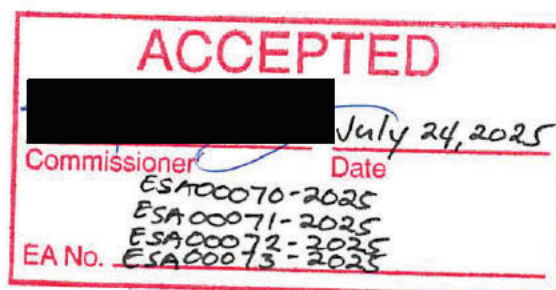 ACCEPTED
July 24, 2025
Commissioner Date
ESA00070-2025
ESA00071-2025
ESA00072-2025
EA No. ESA00073-2025